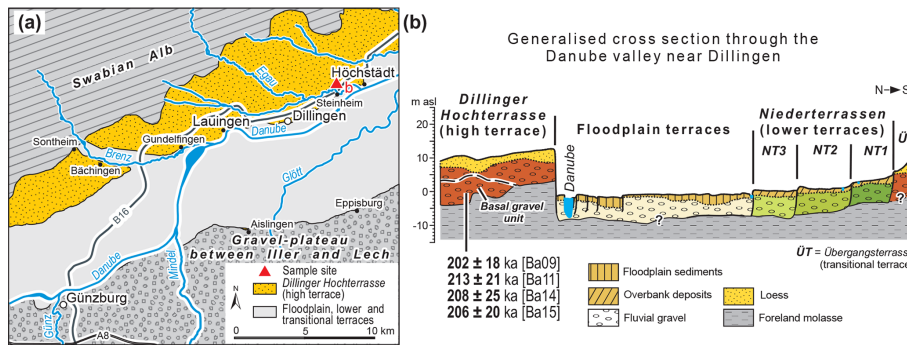 (a)
Swabian Alb
Egau
Höchstädt
b
Steinheim
Dillingen
Lauingen
Danube
Gundelfingen
Sontheim
Brenz
Bächingen
Glött
B16
Eppisburg
Aislingen
Gravel-plateau
between Iller and Lech
Danube
Mindel
Günzburg
Günz
A8
Sample site
Dillinger Hochterrasse
(high terrace)
Floodplain, lower and
transitional terraces
N
0 5 10 km
(b)
Generalised cross section through the
Danube valley near Dillingen
N S
m asl
Dillinger
Hochterrasse
(high terrace)
Floodplain terraces
Niederterrassen
(lower terraces)
NT3 NT2 NT1
Ü
20
10
0
-10
Danube
Basal gravel
unit
?
?
202 ± 18 ka [Ba09]
213 ± 21 ka [Ba11]
208 ± 25 ka [Ba14]
206 ± 20 ka [Ba15]
ÜT = Übergangsterrass
(transitional terrace
Floodplain sediments
Overbank deposits
Fluvial gravel
Loess
Foreland molasse